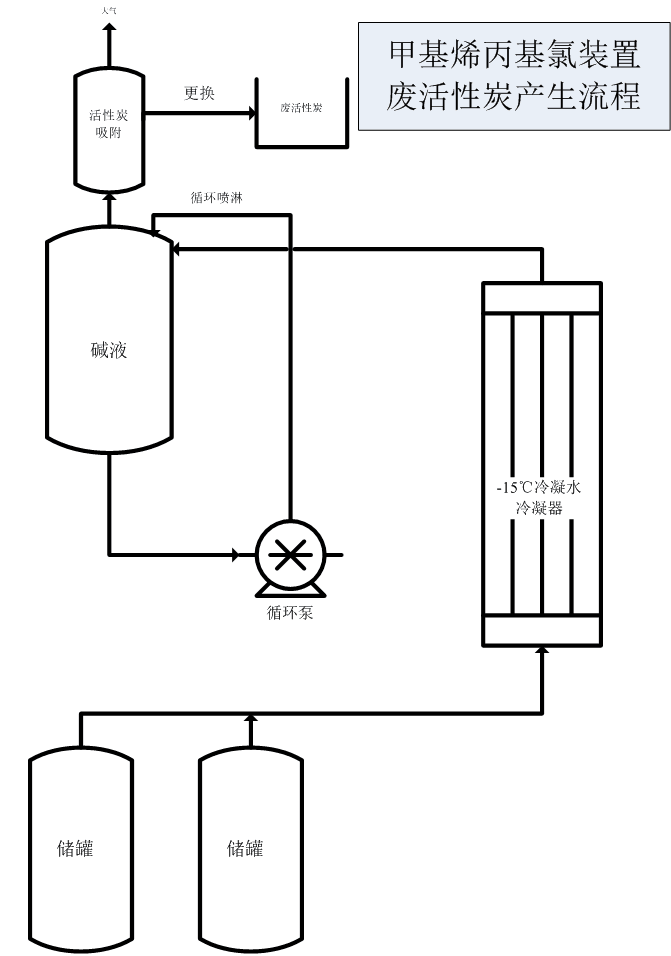 大气
甲基烯丙基氯装置
废活性炭产生流程
活性炭
吸附
更换
废活性炭
循环喷淋
碱液
-15℃冷凝水
冷凝器
循环泵
储罐
储罐